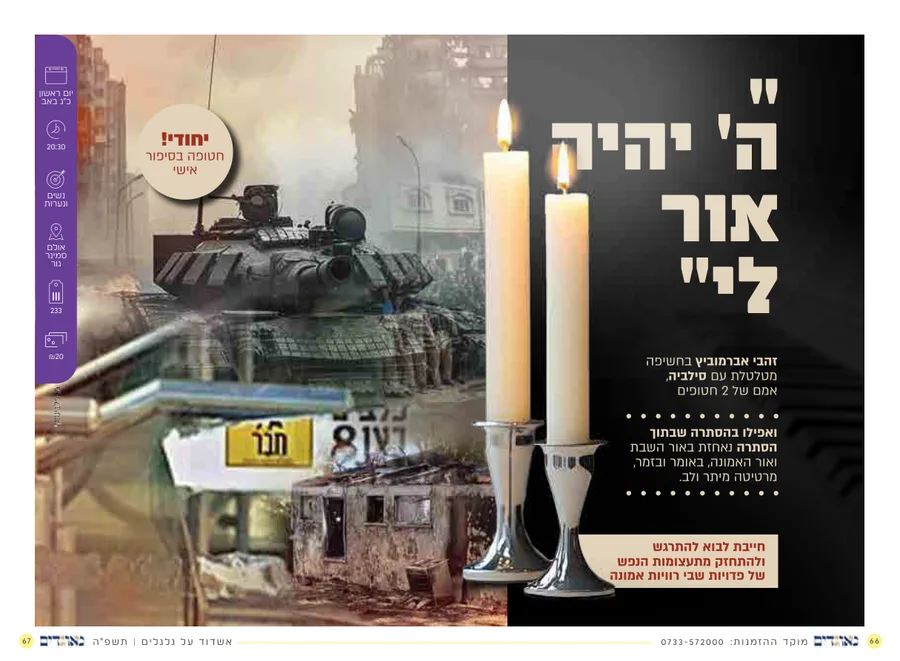 "
ה' יהיה
אור
לי"
זהבי אברמוביץ בחשיפה
מטלטלת עם סילביה,
אמם של 2 חטופים
ואפילו בהסתרה שבתוך
הסתרה נאחזת באור השבת
ואור האמונה, באומר ובזמר,
מרטיטה מיתר ולב.
חייבת לבוא להתרגש
ולהתחזק מתעצומות הנפש
של פדויות שבי רוויות אמונה
יחודי!
חטופה בסיפור
אישי
יום ראשון
כ"ג באב
20:30
נשים
ונערות
אולם
סמינר
גור
233
₪20
חבר
8
66
מוקד ההזמנות: 0733-572000
אשדוד על גלגלים | תשפ"ה
67